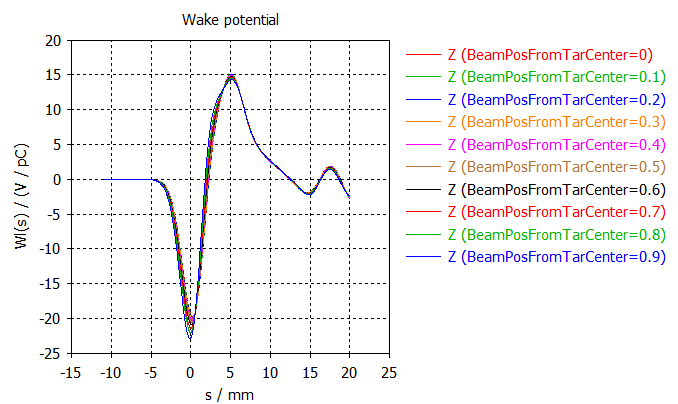 Wake potential
20
15
10
5
0
-5
-10
-15
-20
-25
-15 -10 -5 0 5 10 15 20 25
s / mm
Wl(s) / (V / pC)
Z (BeamPosFromTarCenter=0)
Z (BeamPosFromTarCenter=0.1)
Z (BeamPosFromTarCenter=0.2)
Z (BeamPosFromTarCenter=0.3)
Z (BeamPosFromTarCenter=0.4)
Z (BeamPosFromTarCenter=0.5)
Z (BeamPosFromTarCenter=0.6)
Z (BeamPosFromTarCenter=0.7)
Z (BeamPosFromTarCenter=0.8)
Z (BeamPosFromTarCenter=0.9)